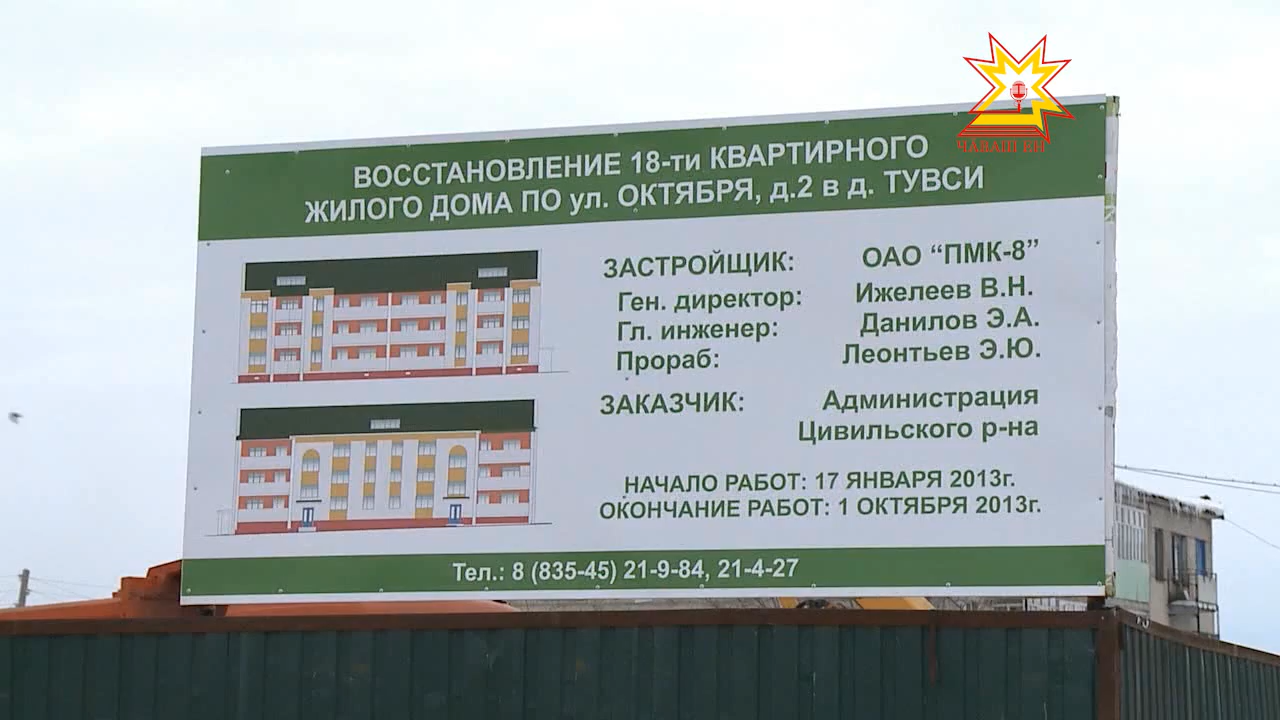 ЧĂВАШ ЕН
ВОССТАНОВЛЕНИЕ 18-ти КВАРТИРНОГО
ЖИЛОГО ДОМА ПО ул. ОКТЯБРЯ, д.2 в д. ТУВСИ
ЗАСТРОЙЩИК: ОАО “ПМК-8”
Ген. директор: Ижелеев В.Н.
Гл. инженер: Данилов Э.А.
Прораб: Леонтьев Э.Ю.
ЗАКАЗЧИК: Администрация
Цивильского р-на
НАЧАЛО РАБОТ: 17 ЯНВАРЯ 2013г.
ОКОНЧАНИЕ РАБОТ: 1 ОКТЯБРЯ 2013г.
Тел.: 8 (835-45) 21-9-84, 21-4-27